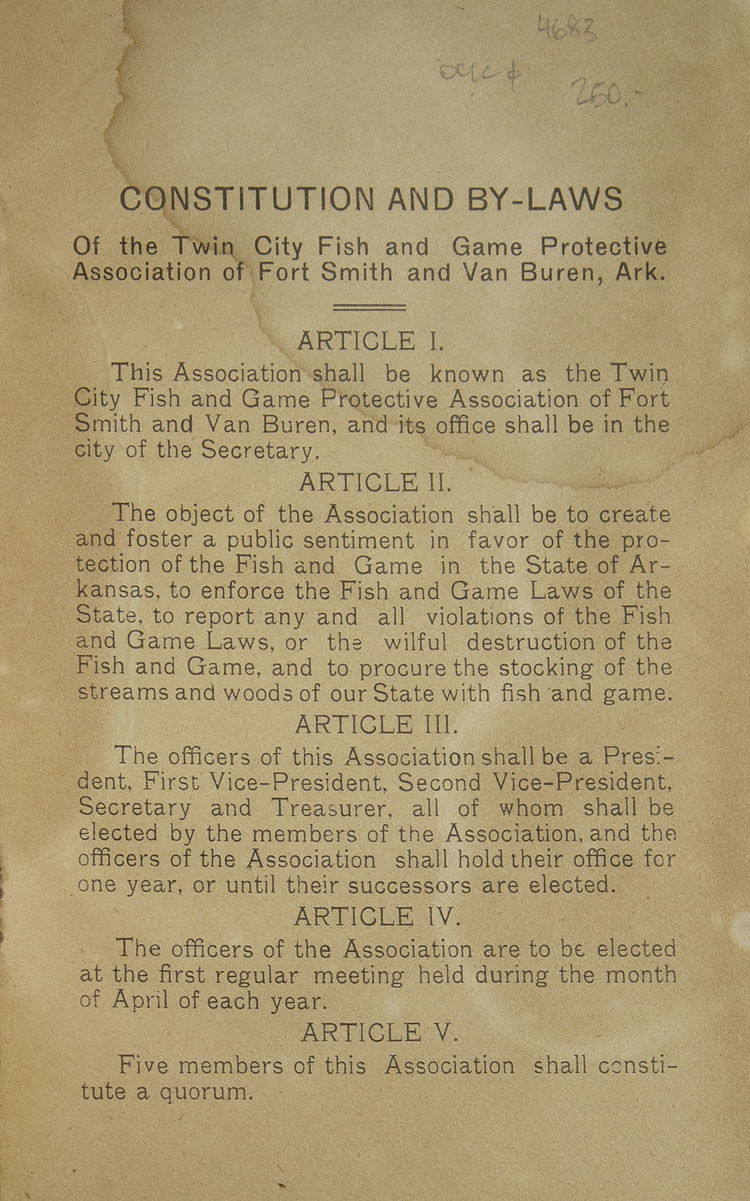 4683
250.-
CONSTITUTION AND BY-LAWS
Of the Twin City Fish and Game Protective
Association of Fort Smith and Van Buren, Ark.
ARTICLE I.
This Association shall be known as the Twin
City Fish and Game Protective Association of Fort
Smith and Van Buren, and its office shall be in the
city of the Secretary.
ARTICLE II.
The object of the Association shall be to create
and foster a public sentiment in favor of the pro-
tection of the Fish and Game in the State of Ar-
kansas, to enforce the Fish and Game Laws of the
State, to report any and all violations of the Fish
and Game Laws, or the wilful destruction of the
Fish and Game, and to procure the stocking of the
streams and woods of our State with fish and game.
ARTICLE III.
The officers of this Association shall be a Presi-
dent, First Vice-President, Second Vice-President,
Secretary and Treasurer, all of whom shall be
elected by the members of the Association, and the
officers of the Association shall hold their office for
one year, or until their successors are elected.
ARTICLE IV.
The officers of the Association are to be elected
at the first regular meeting held during the month
of April of each year.
ARTICLE V.
Five members of this Association shall consti-
tute a quorum.